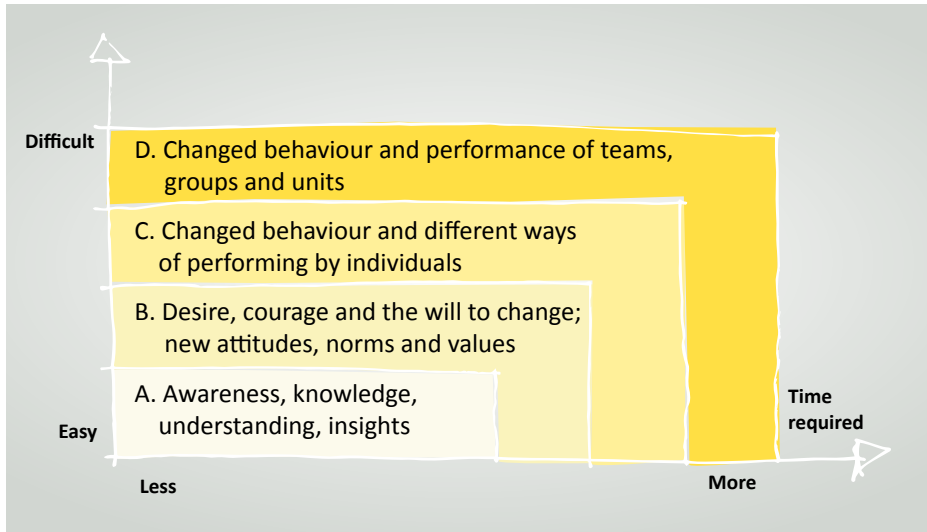 Difficult
D. Changed behaviour and performance of teams,
groups and units
C. Changed behaviour and different ways
of performing by individuals
B. Desire, courage and the will to change;
new attitudes, norms and values
A. Awareness, knowledge,
understanding, insights
Easy
Time
required
Less
More